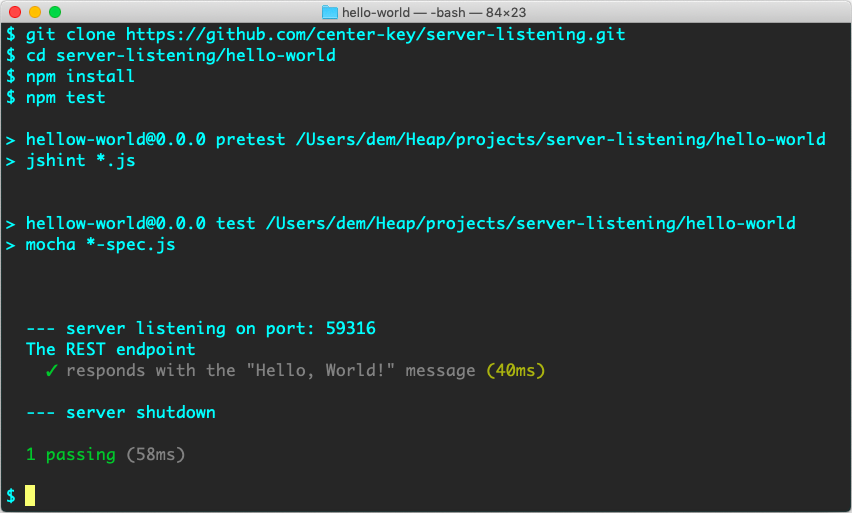 hello-world — -bash — 84×23
$ git clone https://github.com/center-key/server-listening.git
$ cd server-listening/hello-world
$ npm install
$ npm test
> hellow-world@0.0.0 pretest /Users/dem/Heap/projects/server-listening/hello-world
> jshint *.js
> hellow-world@0.0.0 test /Users/dem/Heap/projects/server-listening/hello-world
> mocha *-spec.js
--- server listening on port: 59316
The REST endpoint
✓ responds with the "Hello, World!" message (40ms)
--- server shutdown
1 passing (58ms)
$